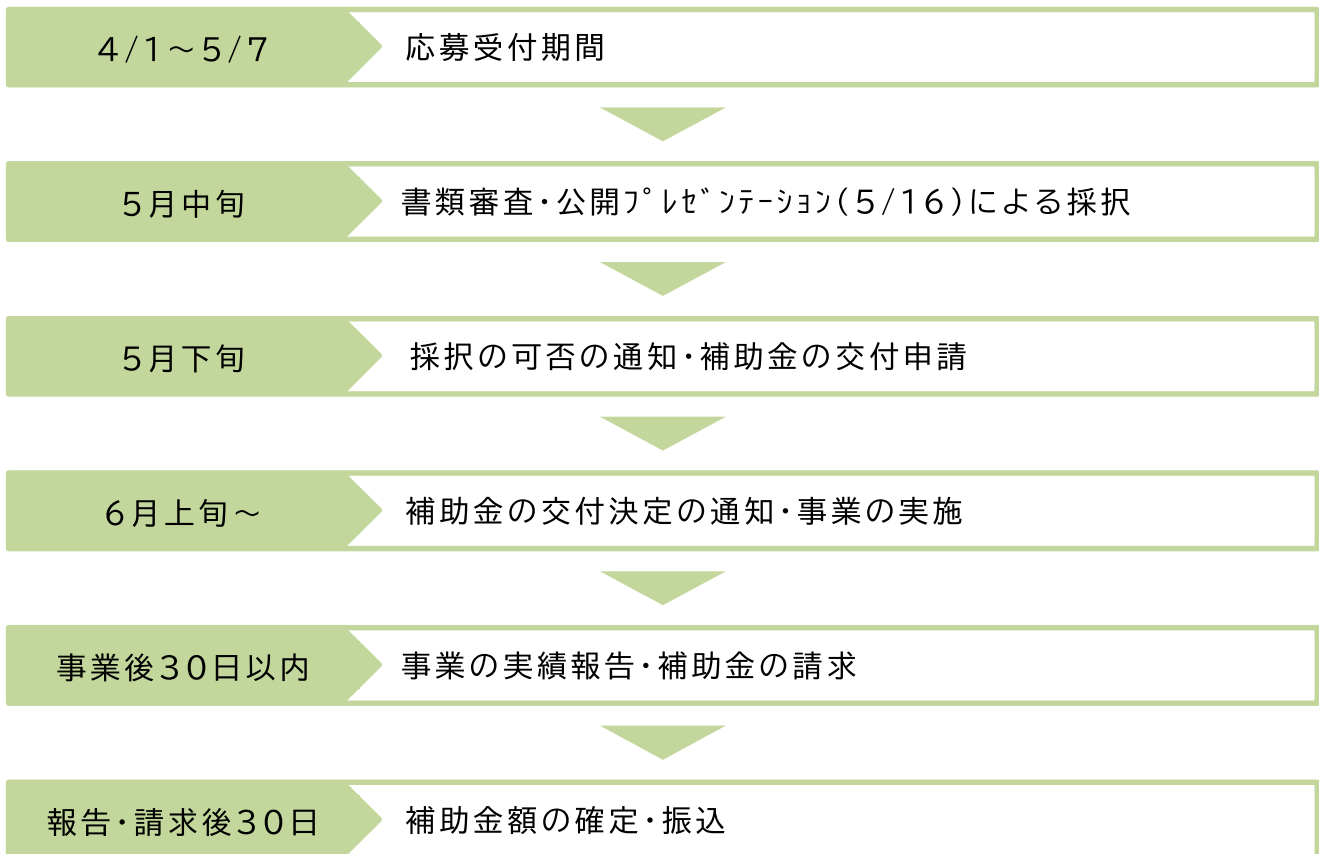 4/1～5/7
応募受付期間
5月中旬
書類審査・公開ﾌﾟﾚｾﾞﾝﾃｰｼｮﾝ(5/16)による採択
5月下旬
採択の可否の通知・補助金の交付申請
6月上旬～
補助金の交付決定の通知・事業の実施
事業後30日以内
事業の実績報告・補助金の請求
報告・請求後30日
補助金額の確定・振込